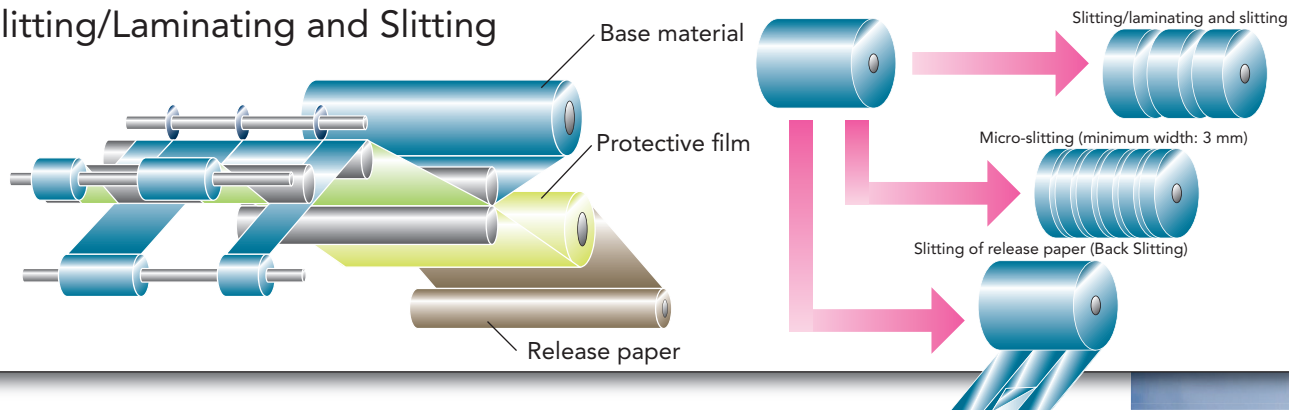 litting/Laminating and Slitting
Base material
Protective film
Release paper
Slitting/laminating and slitting
Micro-slitting (minimum width: 3 mm)
Slitting of release paper (Back Slitting)